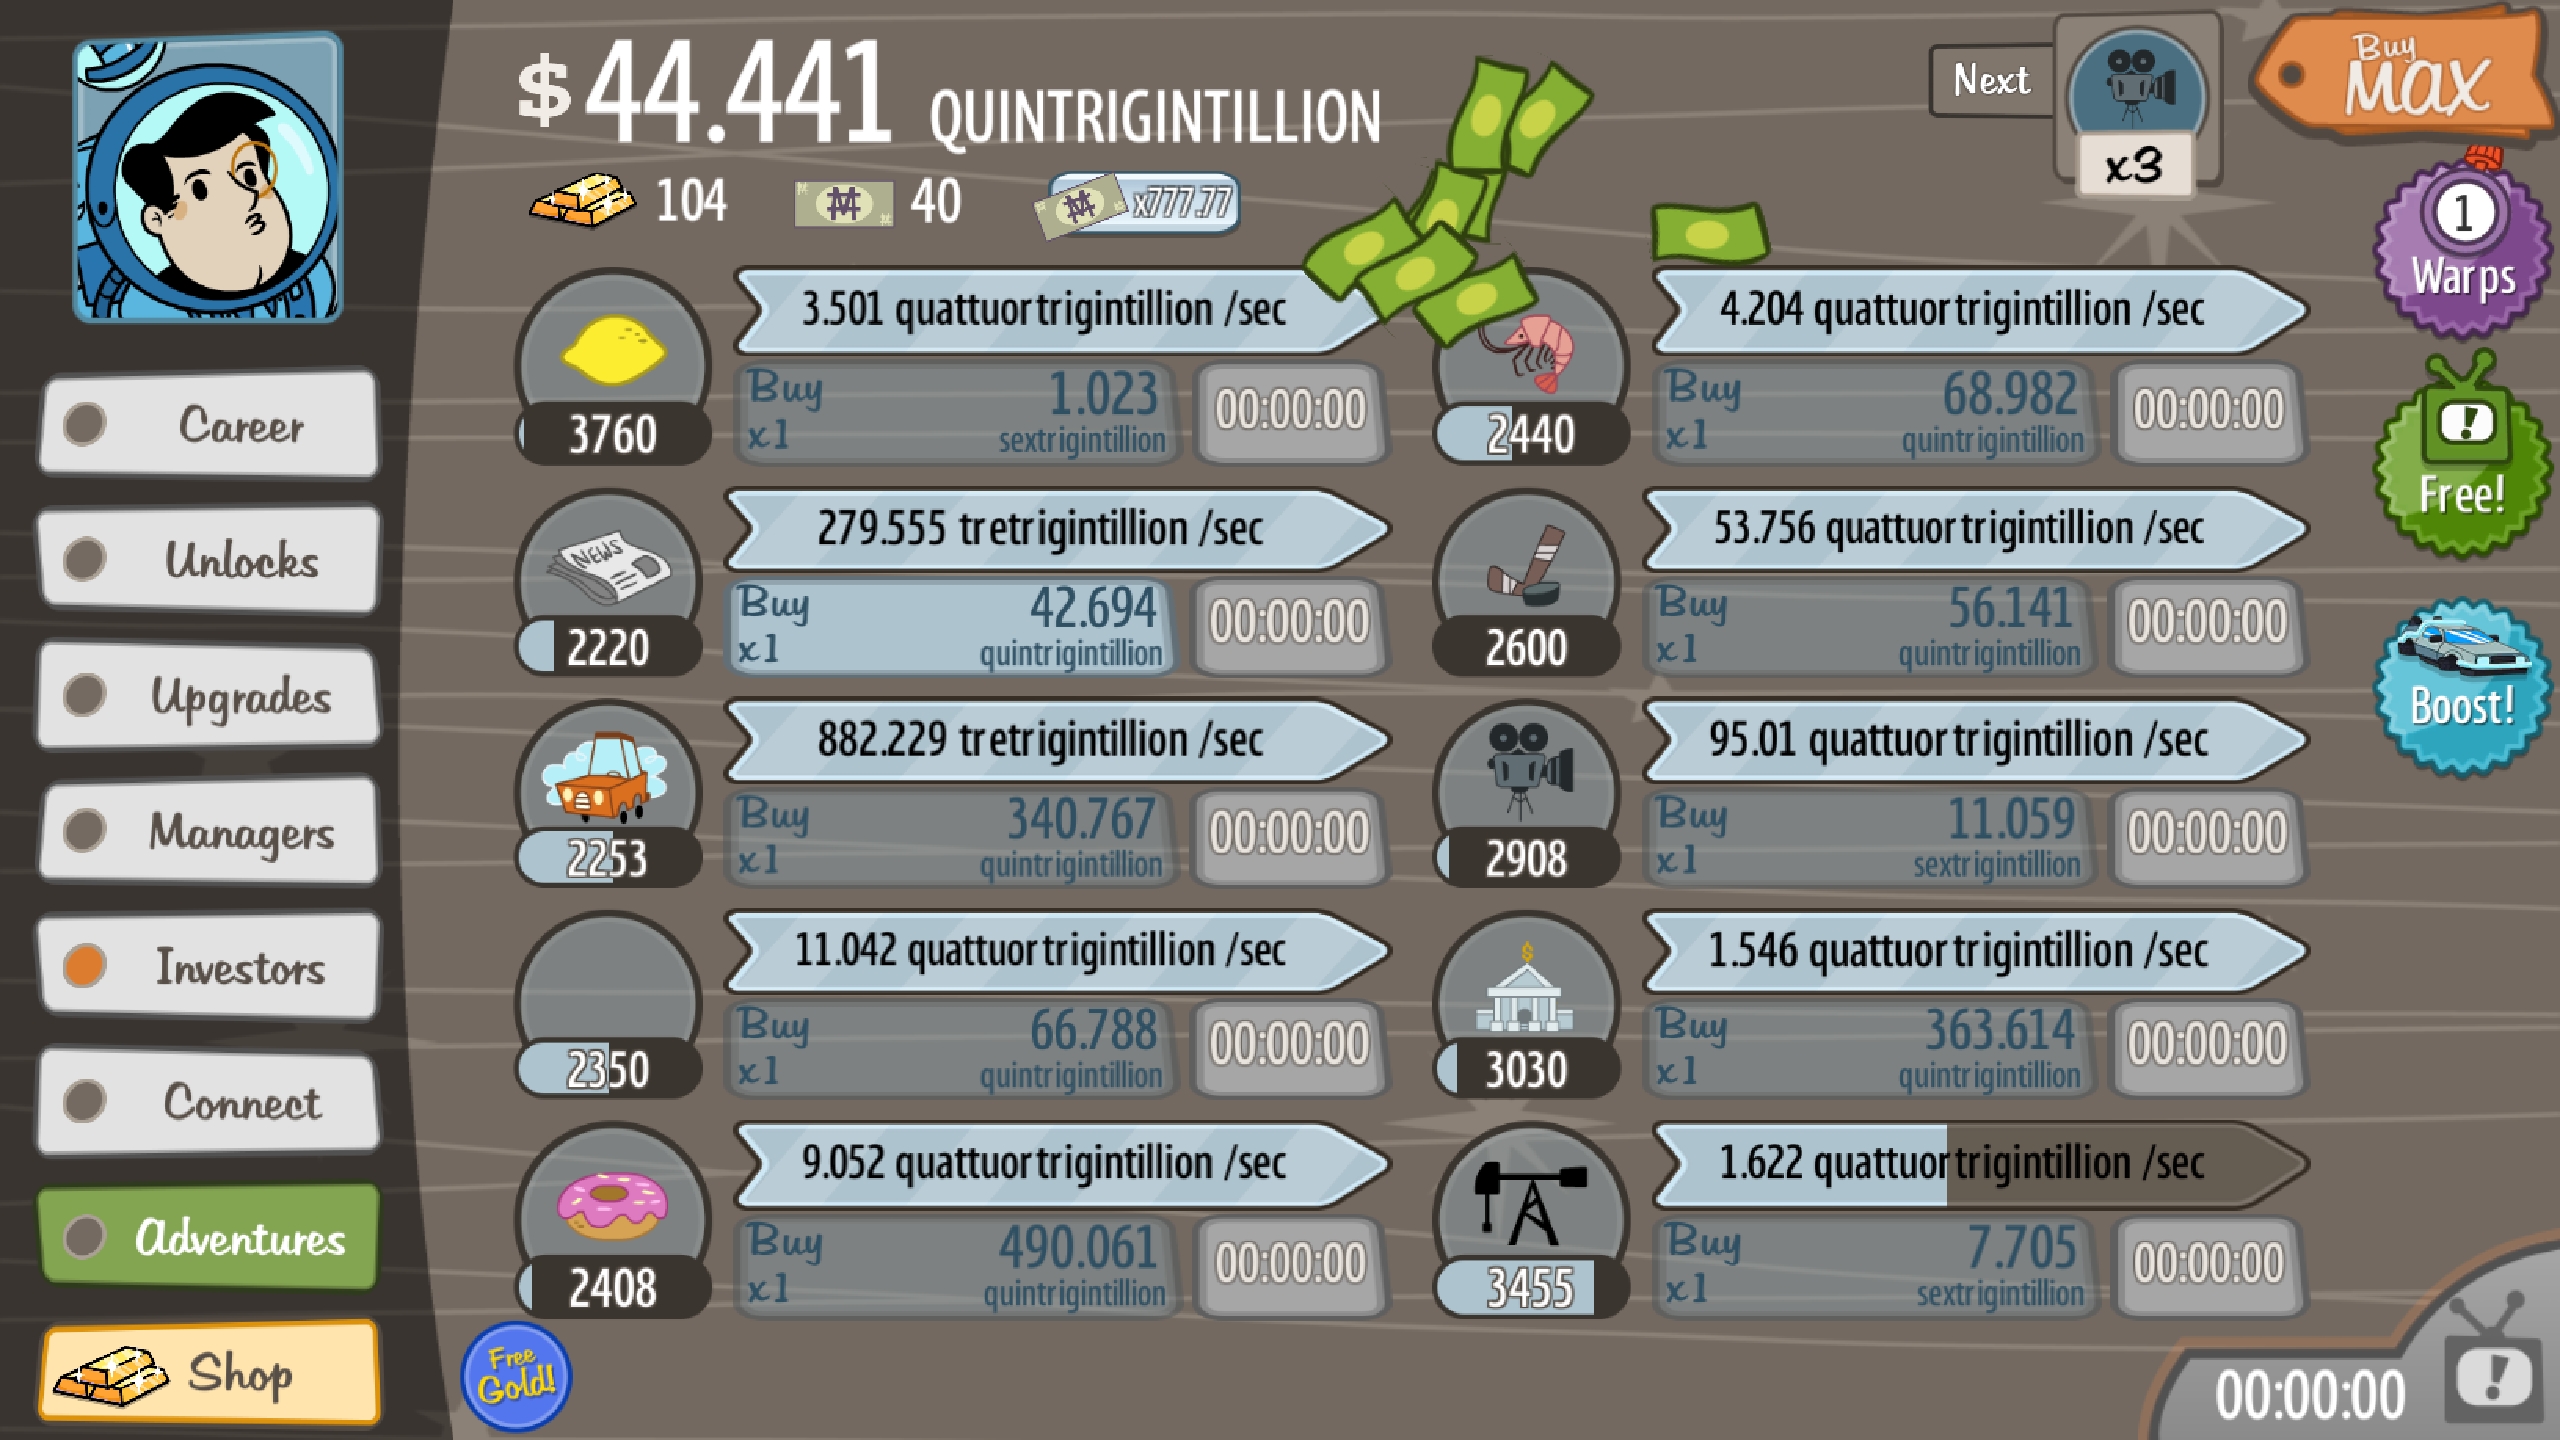 $44.441 QUINTRIGINTILLION
104 40 x777.77
Next
x3
Buy
MAX
1
Warps
Free!
Boost!
Career
Unlocks
Upgrades
Managers
Investors
Connect
Adventures
Shop
3.501 quattuortrigintillion /sec
3760
Buy
x1
1.023
sextrigintillion
00:00:00
4.204 quattuortrigintillion /sec
2440
Buy
x1
68.982
quintrigintillion
00:00:00
NEWS
279.555 tretrigintillion /sec
2220
Buy
x1
42.694
quintrigintillion
00:00:00
53.756 quattuortrigintillion /sec
2600
Buy
x1
56.141
quintrigintillion
00:00:00
882.229 tretrigintillion /sec
2253
Buy
x1
340.767
quintrigintillion
00:00:00
95.01 quattuortrigintillion /sec
2908
Buy
x1
11.059
sextrigintillion
00:00:00
11.042 quattuortrigintillion /sec
2350
Buy
x1
66.788
quintrigintillion
00:00:00
$
1.546 quattuortrigintillion /sec
3030
Buy
x1
363.614
quintrigintillion
00:00:00
9.052 quattuortrigintillion /sec
2408
Buy
x1
490.061
quintrigintillion
00:00:00
1.622 quattuortrigintillion /sec
3455
Buy
x1
7.705
sextrigintillion
00:00:00
Free
Gold!
00:00:00
!